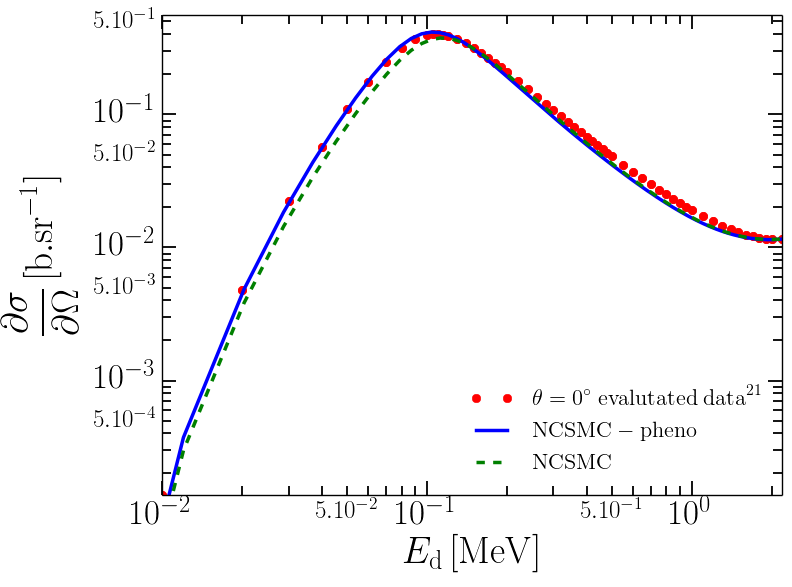 5.10⁻¹
10⁻¹
5.10⁻²
10⁻²
5.10⁻³
10⁻³
5.10⁻⁴
∂σ/∂Ω [b.sr⁻¹]
θ = 0° evalutated data²¹
NCSMC − pheno
NCSMC
10⁻² 5.10⁻² 10⁻¹ 5.10⁻¹ 10⁰
E_d [MeV]